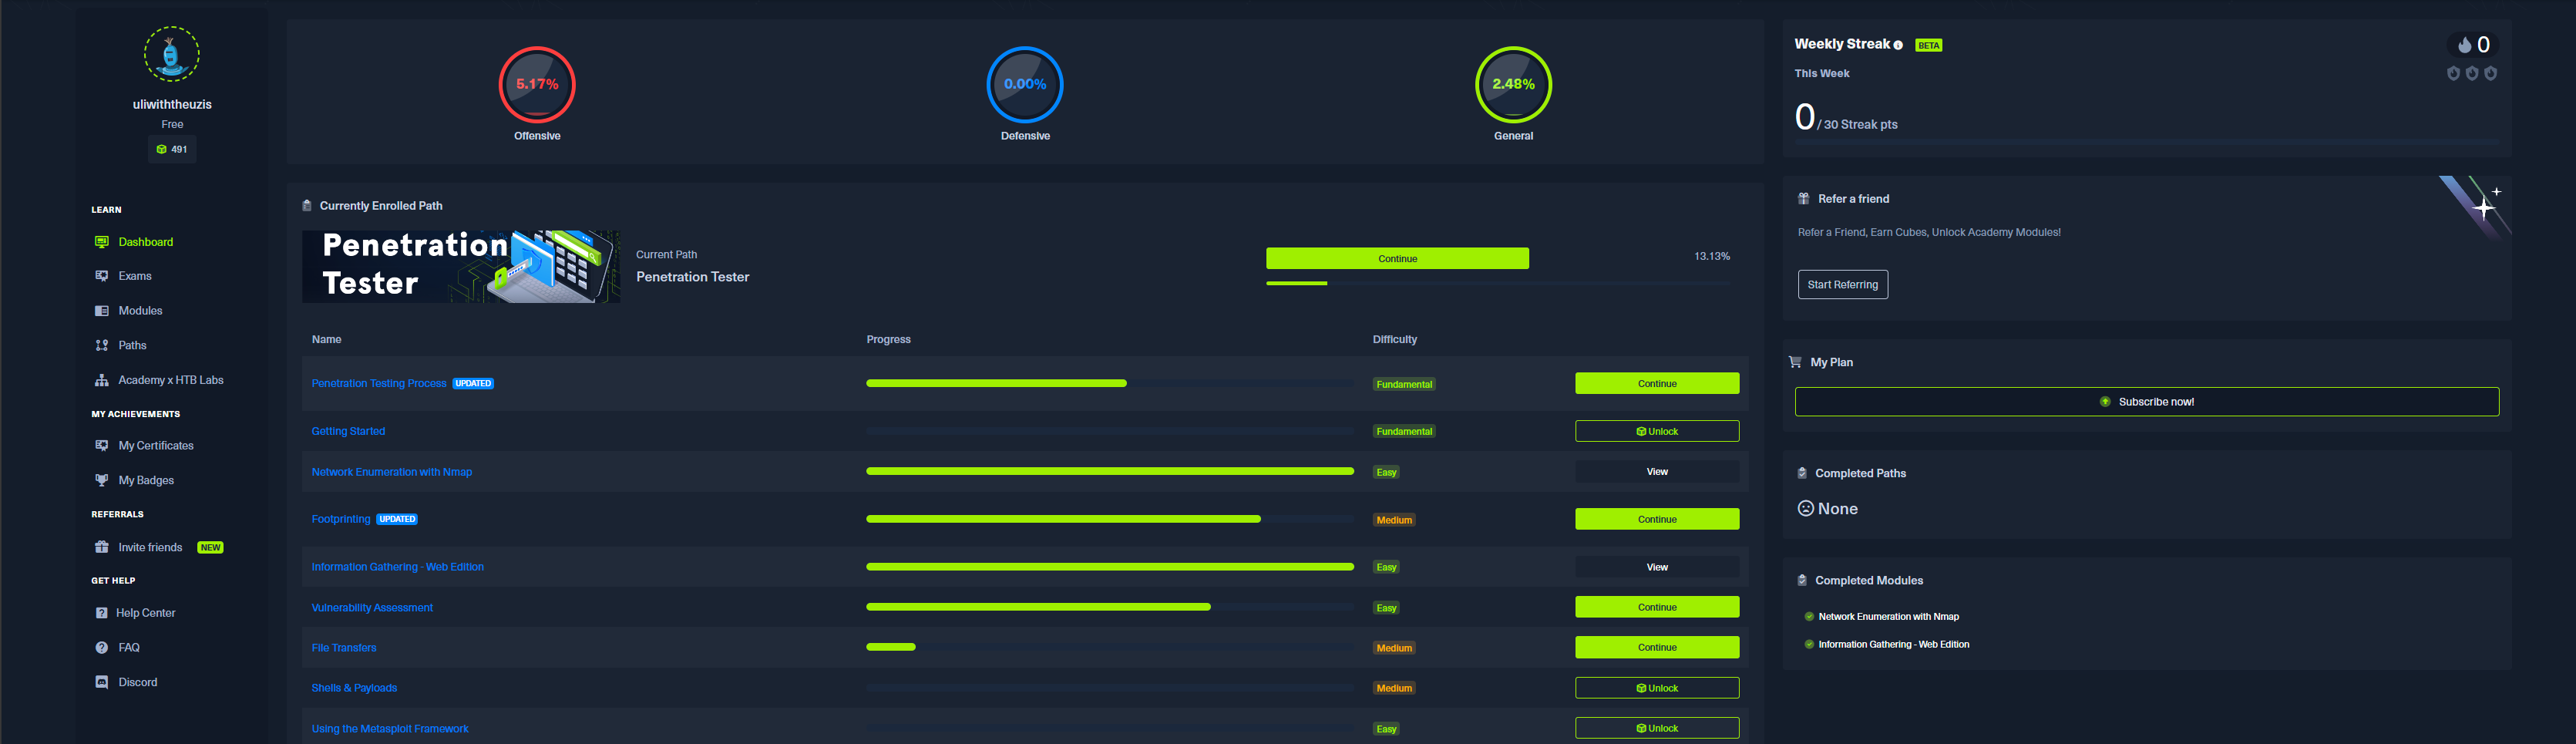 uliwiththeuzis
Free
491
LEARN
Dashboard
Exams
Modules
Paths
Academy x HTB Labs
MY ACHIEVEMENTS
My Certificates
My Badges
REFERRALS
Invite friends NEW
GET HELP
Help Center
FAQ
Discord
5.17%
Offensive
0.00%
Defensive
2.48%
General
Currently Enrolled Path
Penetration
Tester
Current Path
Penetration Tester
Continue
13.13%
Name Progress Difficulty
Penetration Testing Process UPDATED Fundamental Continue
Getting Started Fundamental Unlock
Network Enumeration with Nmap Easy View
Footprinting UPDATED Medium Continue
Information Gathering - Web Edition Easy View
Vulnerability Assessment Easy Continue
File Transfers Medium Continue
Shells & Payloads Medium Unlock
Using the Metasploit Framework Easy Unlock
Weekly Streak BETA
0
This Week
0 / 30 Streak pts
Refer a friend
Refer a Friend, Earn Cubes, Unlock Academy Modules!
Start Referring
My Plan
Subscribe now!
Completed Paths
None
Completed Modules
Network Enumeration with Nmap
Information Gathering - Web Edition